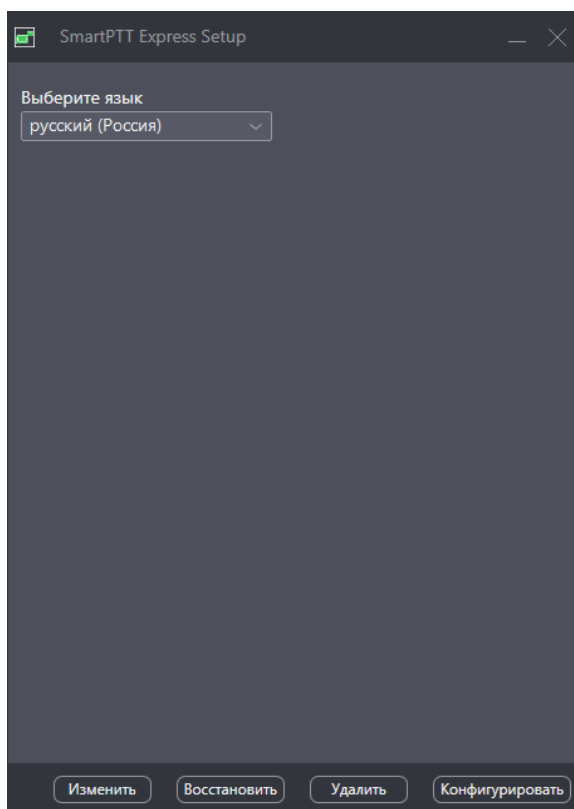 SmartPTT Express Setup
Выберите язык
русский (Россия)
Изменить Восстановить Удалить Конфигурировать